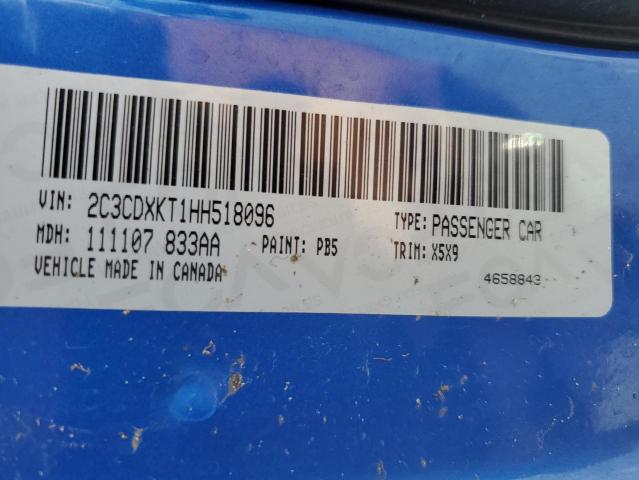 VIN: 2C3CDXKT1HH518096
TYPE: PASSENGER CAR
MDH: 111107 833AA
PAINT: PB5
TRIM: X5X9
VEHICLE MADE IN CANADA
4658843